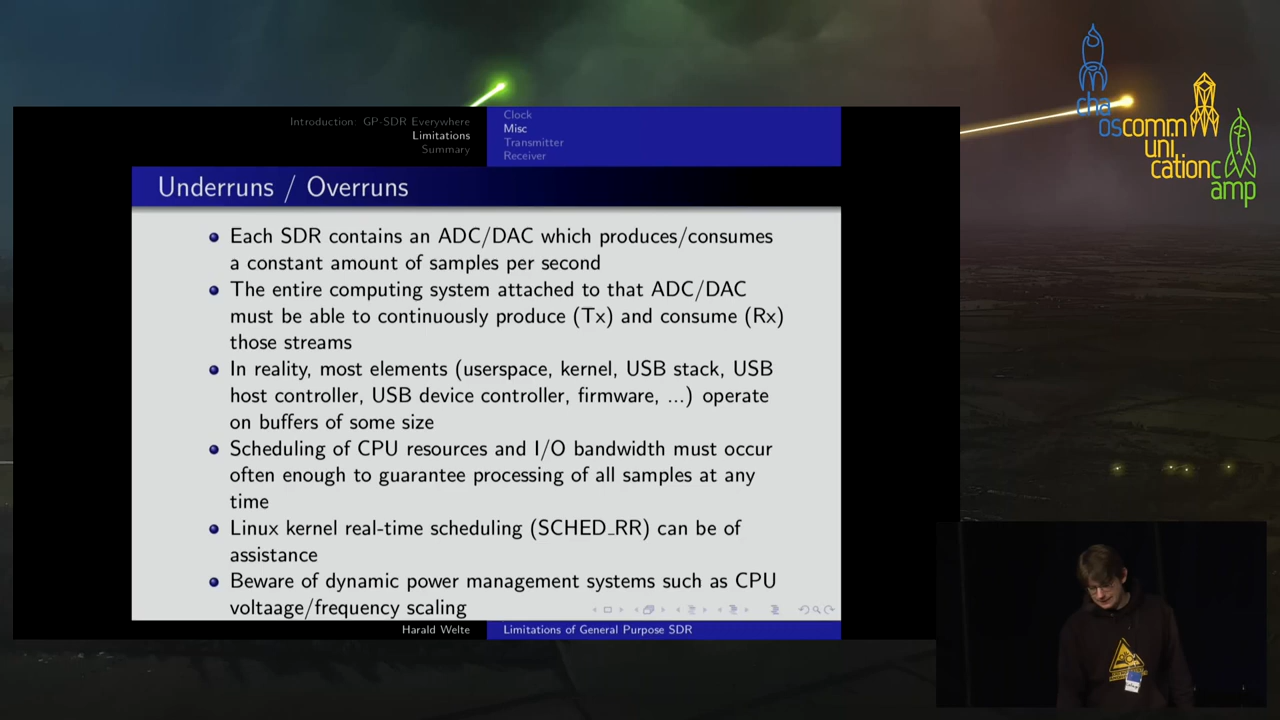 Introduction: GP-SDR Everywhere
Limitations
Summary
Clock
Misc
Transmitter
Receiver
Underruns / Overruns
Each SDR contains an ADC/DAC which produces/consumes
a constant amount of samples per second
The entire computing system attached to that ADC/DAC
must be able to continuously produce (Tx) and consume (Rx)
those streams
In reality, most elements (userspace, kernel, USB stack, USB
host controller, USB device controller, firmware, ...) operate
on buffers of some size
Scheduling of CPU resources and I/O bandwidth must occur
often enough to guarantee processing of all samples at any
time
Linux kernel real-time scheduling (SCHED_RR) can be of
assistance
Beware of dynamic power management systems such as CPU
voltaage/frequency scaling
Harald Welte
Limitations of General Purpose SDR
cha
oscomm
uni
cationc
amp